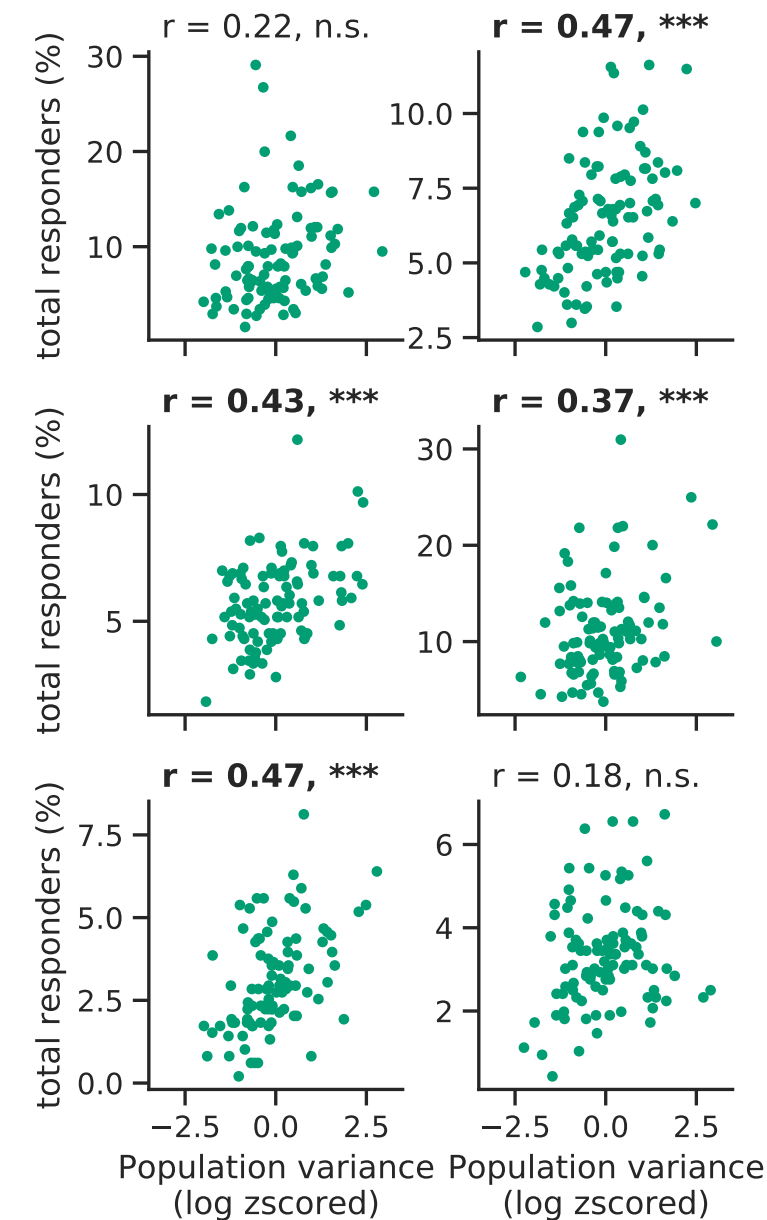 r = 0.22, n.s.
r = 0.47, ***
total responders (%)
30
20
10
10.0
7.5
5.0
2.5
r = 0.43, ***
r = 0.37, ***
total responders (%)
10
5
30
20
10
r = 0.47, ***
r = 0.18, n.s.
total responders (%)
7.5
5.0
2.5
0.0
6
4
2
−2.5 0.0 2.5
−2.5 0.0 2.5
Population variance
(log zscored)
Population variance
(log zscored)